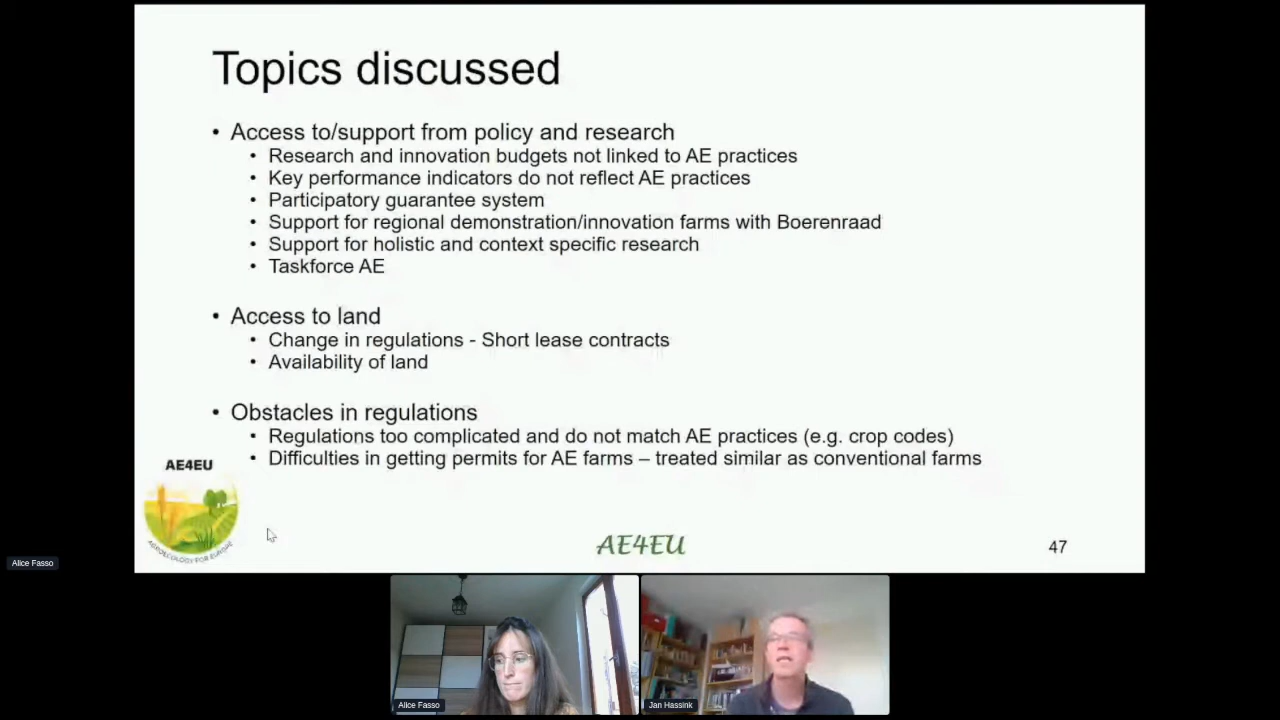 Topics discussed
• Access to/support from policy and research
• Research and innovation budgets not linked to AE practices
• Key performance indicators do not reflect AE practices
• Participatory guarantee system
• Support for regional demonstration/innovation farms with Boerenraad
• Support for holistic and context specific research
• Taskforce AE
• Access to land
• Change in regulations - Short lease contracts
• Availability of land
• Obstacles in regulations
• Regulations too complicated and do not match AE practices (e.g. crop codes)
• Difficulties in getting permits for AE farms – treated similar as conventional farms
AE4EU
AGROECOLOGY FOR EUROPE
AE4EU
47
Alice Fasso
Alice Fasso
Jan Hassink